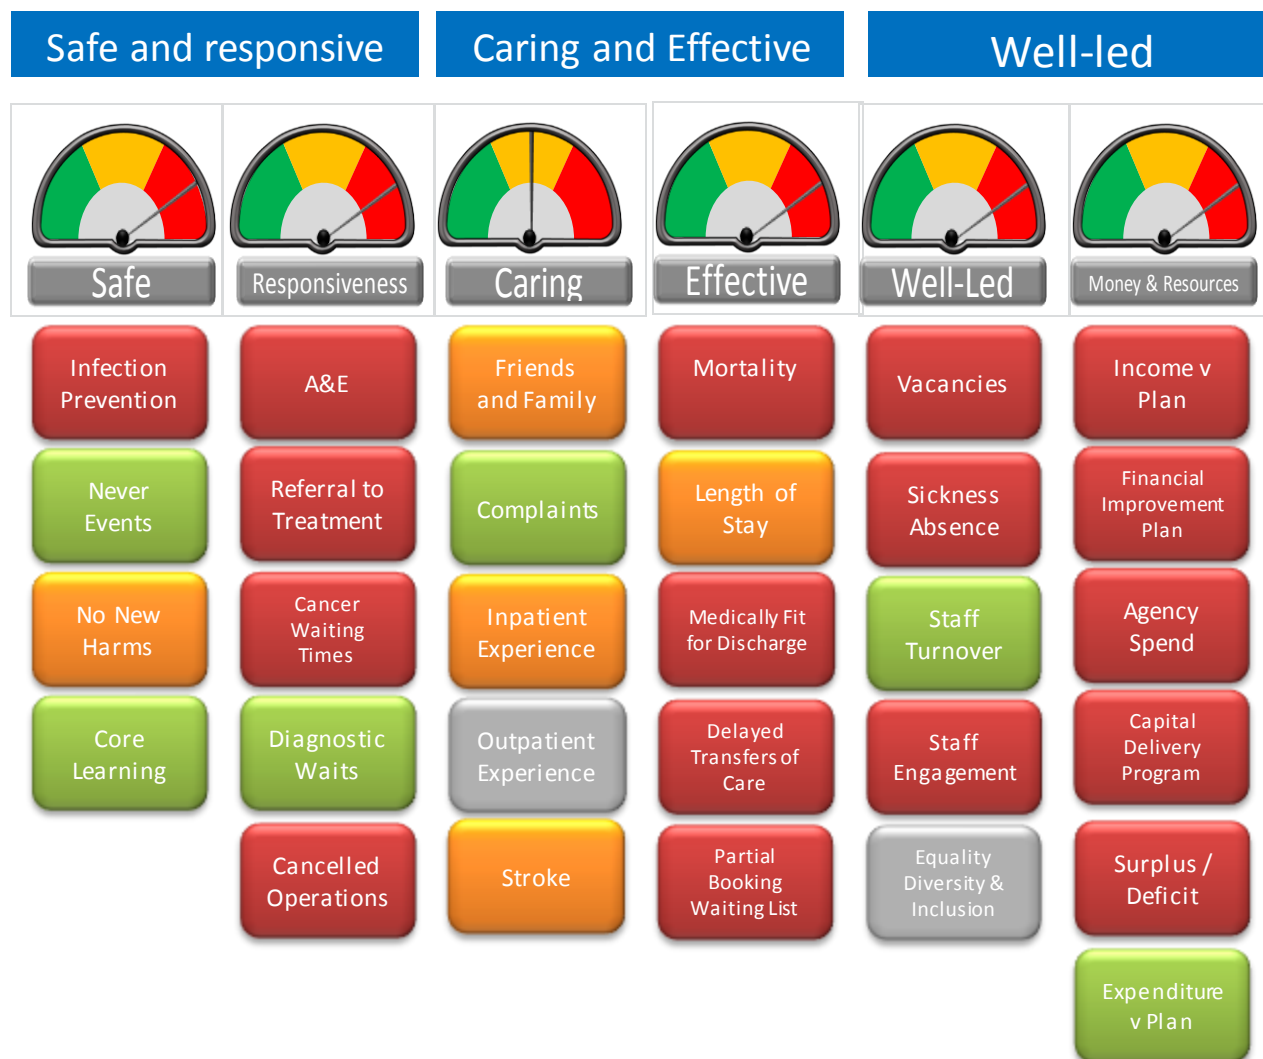 Safe and responsive
Caring and Effective
Well-led
Safe
Responsiveness
Caring
Effective
Well-Led
Money & Resources
Infection
Prevention
Never
Events
No New
Harms
Core
Learning
A&E
Referral to
Treatment
Cancer
Waiting
Times
Diagnostic
Waits
Cancelled
Operations
Friends
and Family
Complaints
Inpatient
Experience
Outpatient
Experience
Stroke
Mortality
Length of
Stay
Medically Fit
for Discharge
Delayed
Transfers of
Care
Partial
Booking
Waiting List
Vacancies
Sickness
Absence
Staff
Turnover
Staff
Engagement
Equality
Diversity &
Inclusion
Income v
Plan
Financial
Improvement
Plan
Agency
Spend
Capital
Delivery
Program
Surplus /
Deficit
Expenditure
v Plan